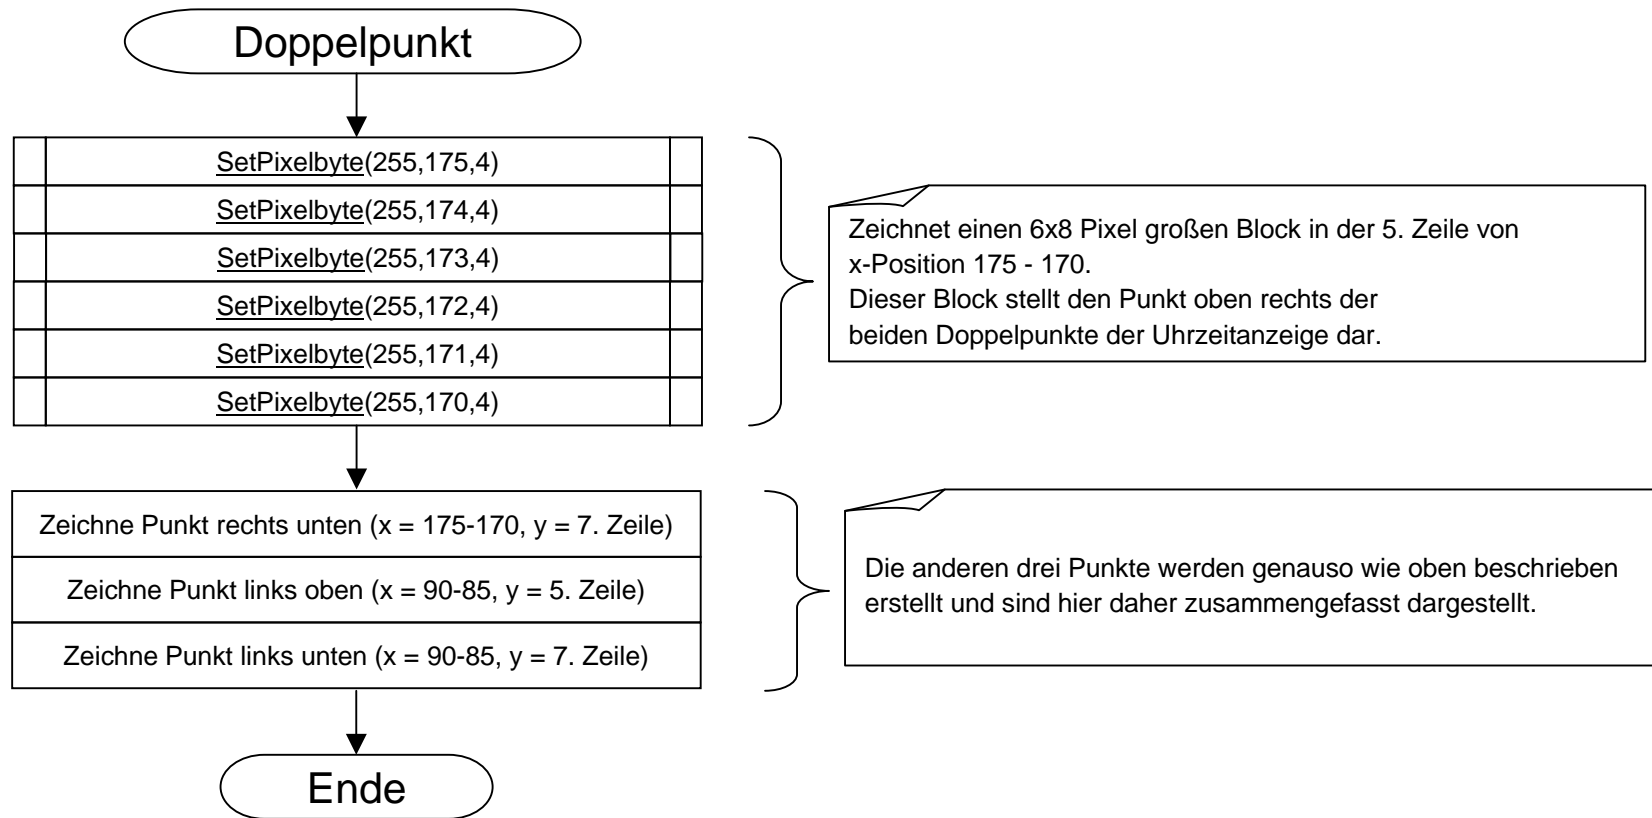 Doppelpunkt
SetPixelbyte(255,175,4)
SetPixelbyte(255,174,4)
SetPixelbyte(255,173,4)
SetPixelbyte(255,172,4)
SetPixelbyte(255,171,4)
SetPixelbyte(255,170,4)
Zeichnet einen 6x8 Pixel großen Block in der 5. Zeile von
x-Position 175 - 170.
Dieser Block stellt den Punkt oben rechts der
beiden Doppelpunkte der Uhrzeitanzeige dar.
Zeichne Punkt rechts unten (x = 175-170, y = 7. Zeile)
Zeichne Punkt links oben (x = 90-85, y = 5. Zeile)
Zeichne Punkt links unten (x = 90-85, y = 7. Zeile)
Die anderen drei Punkte werden genauso wie oben beschrieben
erstellt und sind hier daher zusammengefasst dargestellt.
Ende